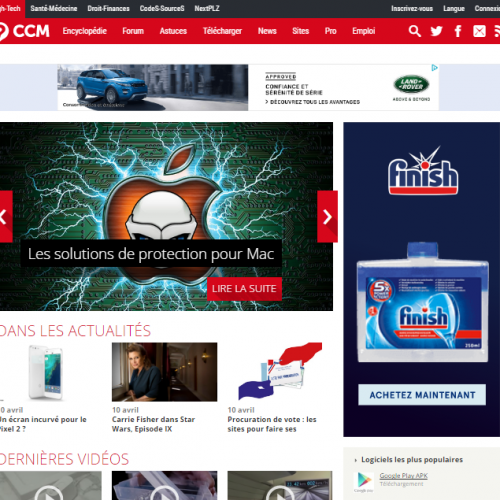 gh-Tech Santé-Médecine Droit-Finances CodeS-SourceS NextPLZ Inscrivez-vous Langue Connexio
CCM Encyclopédie Forum Astuces Télécharger News Sites Pro Emploi
APPROVED
CONFIANCE ET
SÉRÉNITÉ DE SÉRIE
DÉCOUVREZ TOUS LES AVANTAGES
LAND ROVER
ABOVE & BEYOND
Les solutions de protection pour Mac
LIRE LA SUITE
finish
5X
finish
250ml
ACHETEZ MAINTENANT
DANS LES ACTUALITÉS
10 avril
Un écran incurvé pour le
Pixel 2 ?
10 avril
Carrie Fisher dans Star
Wars, Episode IX
10 avril
Procuration de vote : les
sites pour faire ses
DERNIÈRES VIDÉOS
Logiciels les plus populaires
Google Play APK
Téléchargement